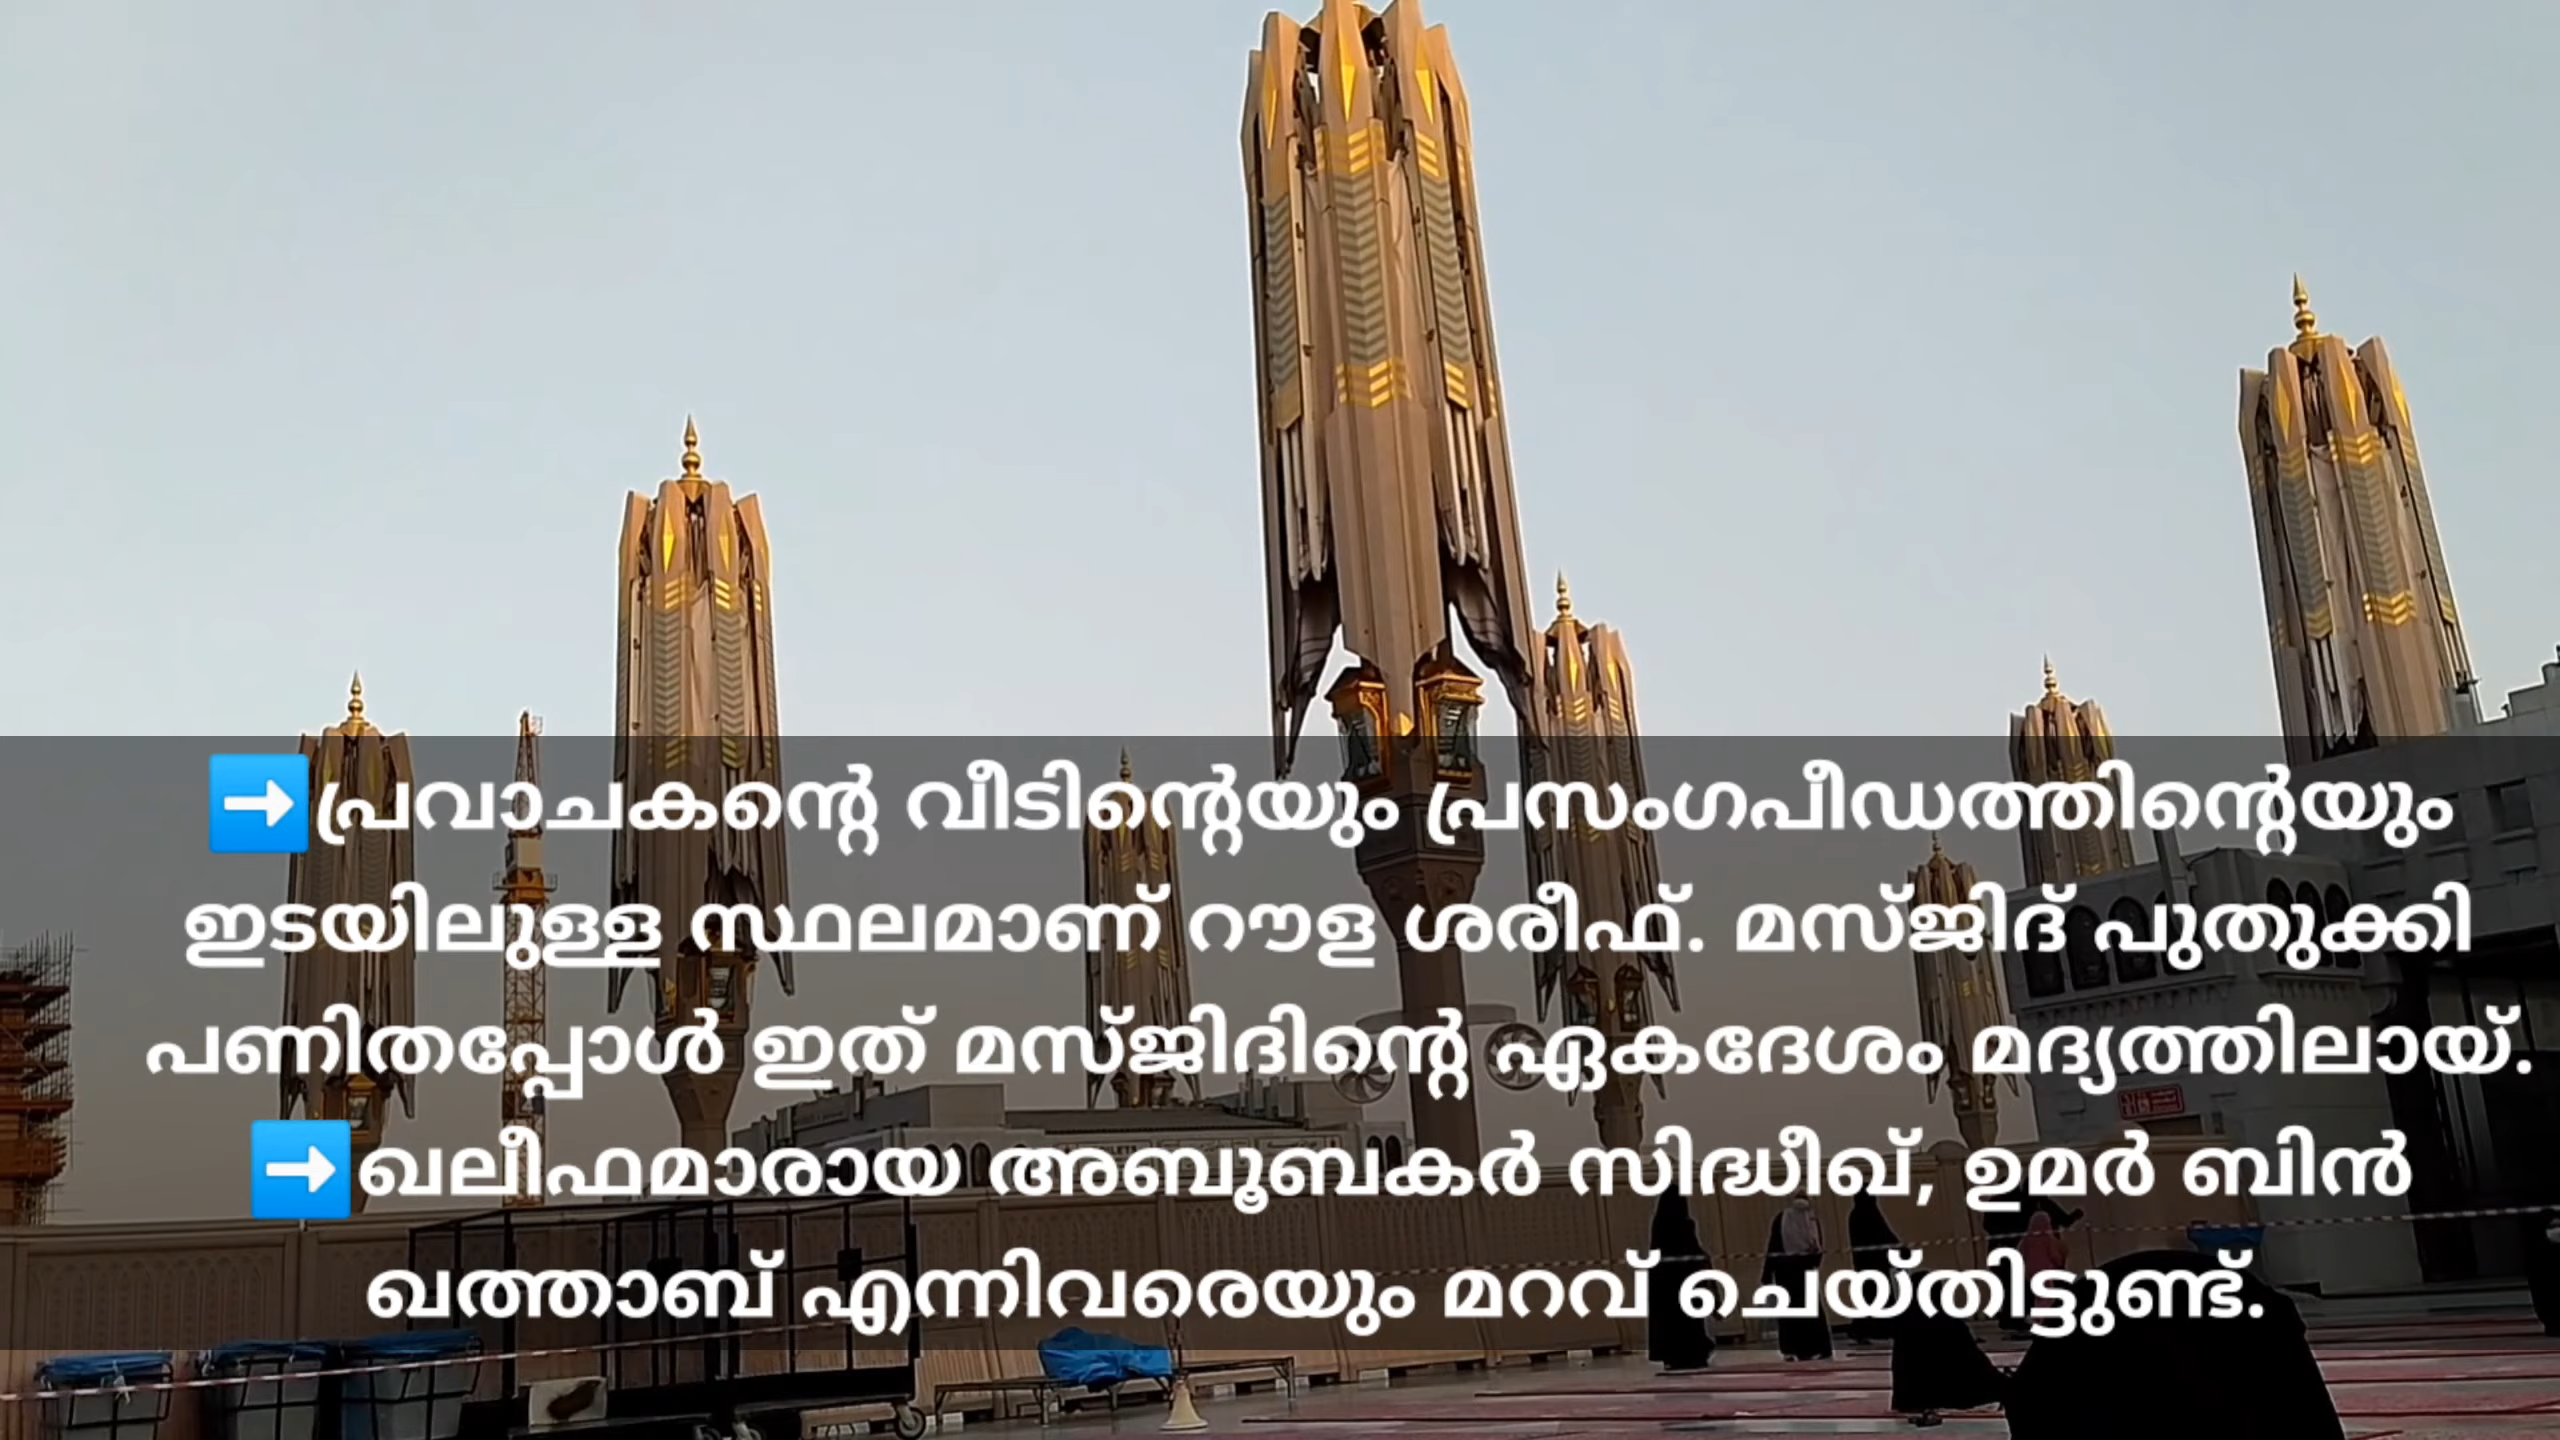 ➡️പ്രവാചകന്റെ വീടിന്റെയും പ്രസംഗപീഡത്തിന്റെയും
ഇടയിലുള്ള സ്ഥലമാണ് റൗള ശരീഫ്. മസ്ജിദ് പുതുക്കി
പണിതപ്പോൾ ഇത് മസ്ജിദിന്റെ ഏകദേശം മദ്യത്തിലായ്.
➡️ഖലീഫമാരായ അബൂബകർ സിദ്ധീഖ്, ഉമർ ബിൻ
ഖത്താബ് എന്നിവരെയും മറവ് ചെയ്തിട്ടുണ്ട്.